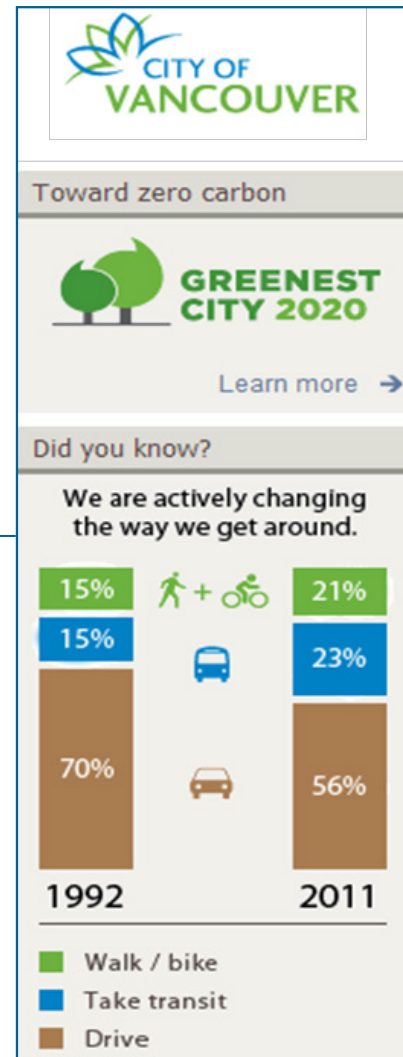 CITY OF
VANCOUVER
Toward zero carbon
GREENEST
CITY 2020
Learn more →
Did you know?
We are actively changing
the way we get around.
15% + 21%
15% 23%
70% 56%
1992 2011
Walk / bike
Take transit
Drive